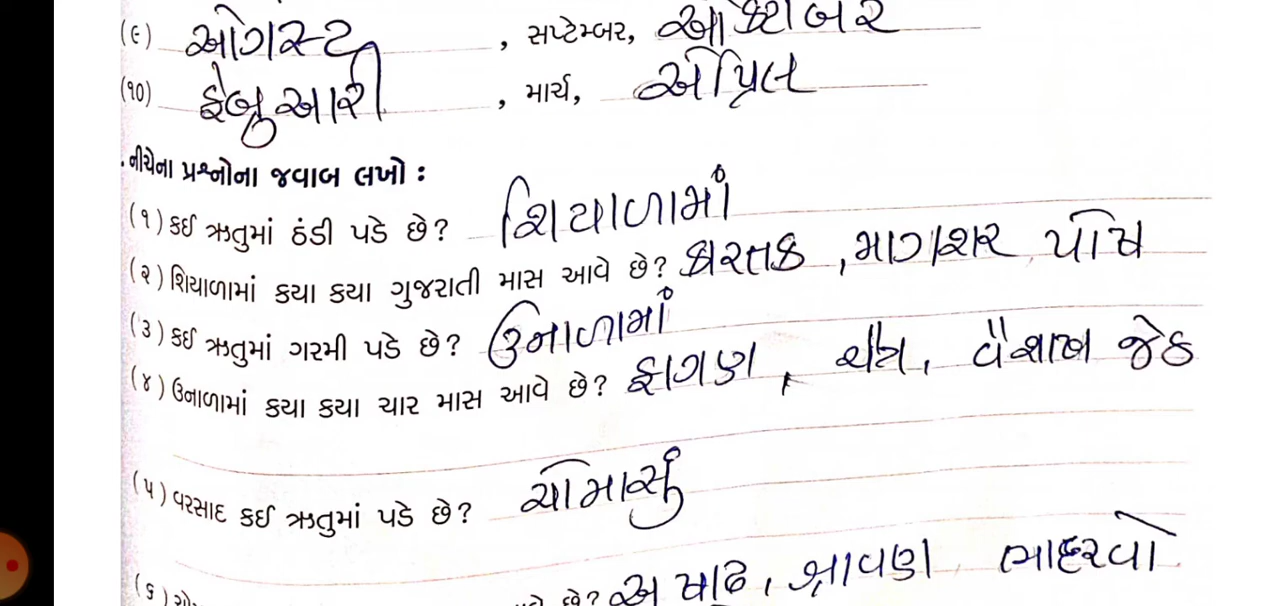 (૯) ઓગસ્ટ, સપ્ટેમ્બર, ઓક્ટોબર
(૧૦) ફેબ્રુઆરી, માર્ચ, એપ્રિલ
નીચેના પ્રશ્નોના જવાબ લખો :
(૧) કઈ ઋતુમાં ઠંડી પડે છે? શિયાળામાં
(૨) શિયાળામાં કયા કયા ગુજરાતી માસ આવે છે? કારતક, માગશર પોષ
(૩) કઈ ઋતુમાં ગરમી પડે છે? ઉનાળામાં
(૪) ઉનાળામાં કયા કયા ચાર માસ આવે છે? ફાગણ, ચૈત્ર, વૈશાખ જેઠ
(૫) વરસાદ કઈ ઋતુમાં પડે છે? ચોમાસું
(૬) છે? અષાઢ, શ્રાવણ ભાદરવો